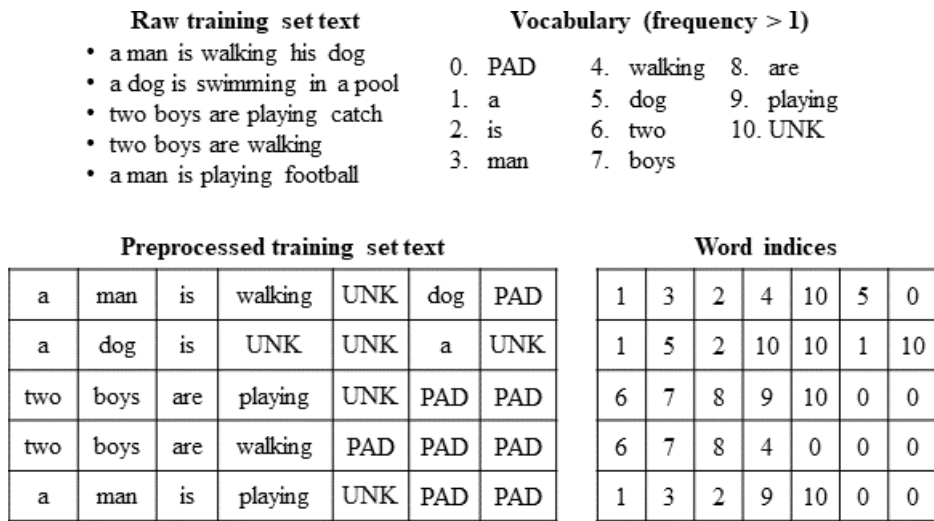 Raw training set text
• a man is walking his dog
• a dog is swimming in a pool
• two boys are playing catch
• two boys are walking
• a man is playing football
Vocabulary (frequency > 1)
0. PAD 4. walking 8. are
1. a 5. dog 9. playing
2. is 6. two 10. UNK
3. man 7. boys
Preprocessed training set text
a man is walking UNK dog PAD
a dog is UNK UNK a UNK
two boys are playing UNK PAD PAD
two boys are walking PAD PAD PAD
a man is playing UNK PAD PAD
Word indices
1 3 2 4 10 5 0
1 5 2 10 10 1 10
6 7 8 9 10 0 0
6 7 8 4 0 0 0
1 3 2 9 10 0 0